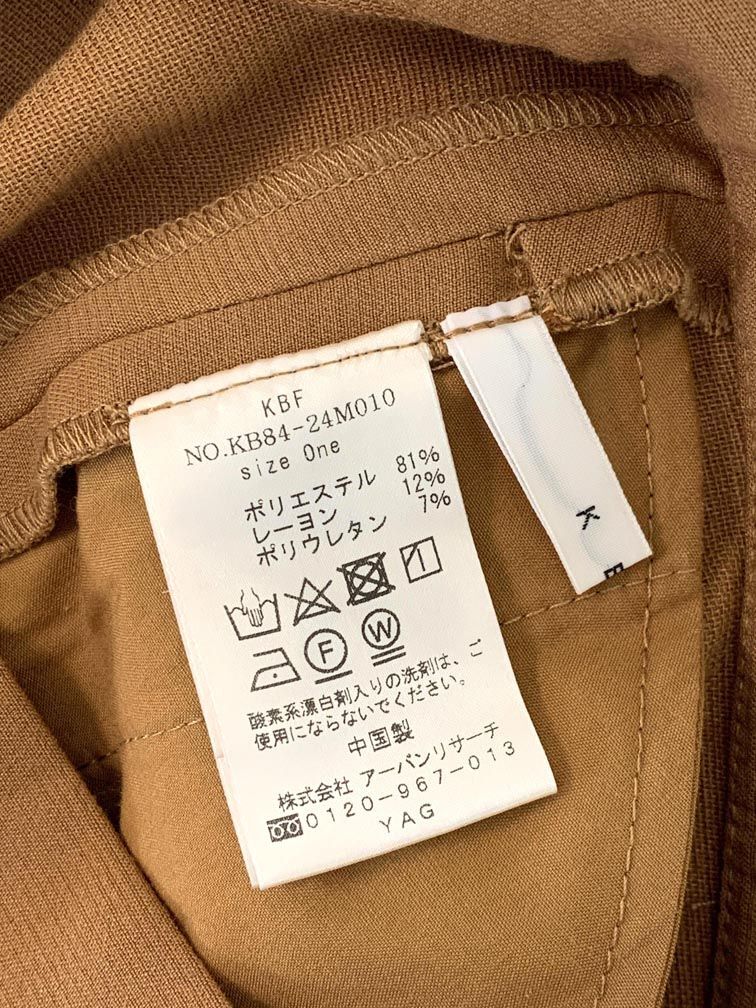 KBF
NO.KB84-24M010
size One
ポリエステル 81%
レーヨン 12%
ポリウレタン 7%
F W
酸素系漂白剤入りの洗剤は、ご
使用にならないでください。
中国製
株式会社 アーバンリサーチ
0120-967-013
YAG
K
B